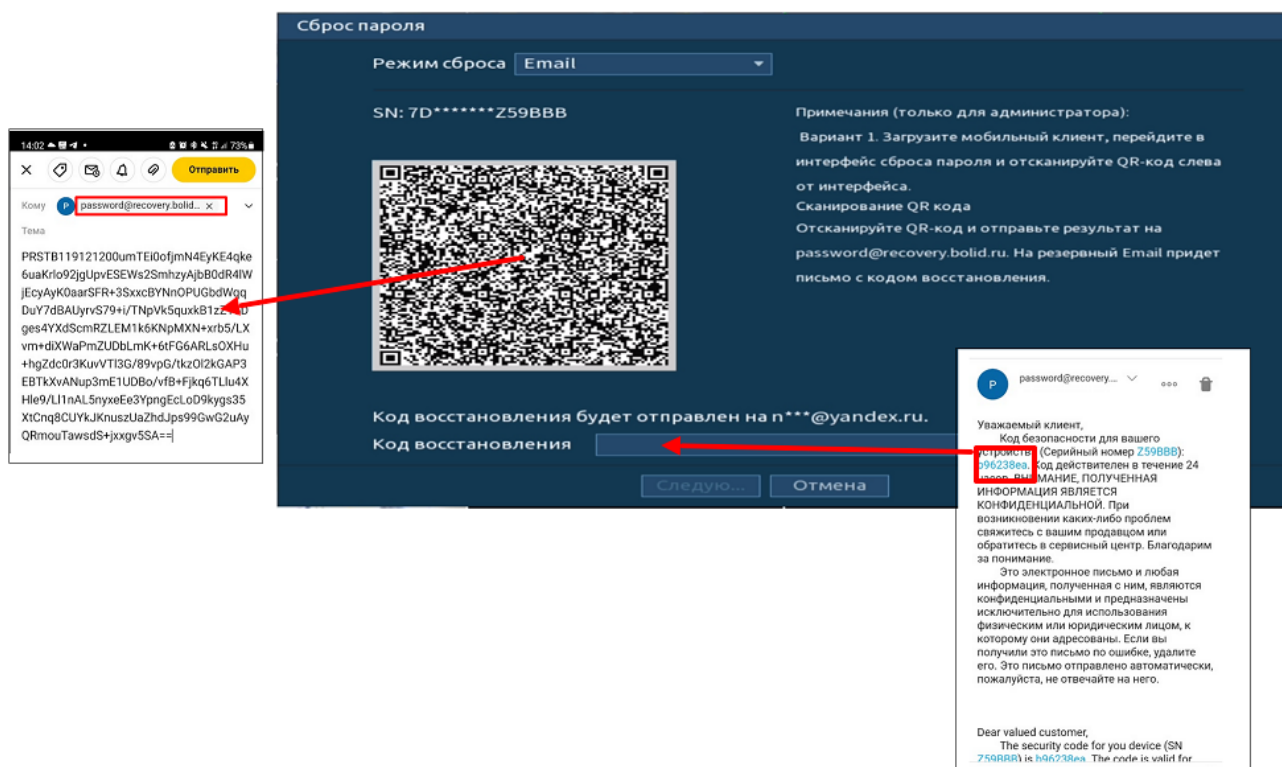 Сброс пароля
Режим сброса Email
SN: 7D*******Z59BBB
Примечания (только для администратора):
Вариант 1. Загрузите мобильный клиент, перейдите в
интерфейс сброса пароля и отсканируйте QR-код слева
от интерфейса.
Сканирование QR кода
Отсканируйте QR-код и отправьте результат на
password@recovery.bolid.ru. На резервный Email придет
письмо с кодом восстановления.
Код восстановления будет отправлен на n***@yandex.ru.
Код восстановления
Следую... Отмена
14:02 73%
Отправить
Кому P password@recovery.bolid.. x
Тема
PRSTB119121200umTEi0ofjmN4EyKE4qke
6uaKrlo92jgUpvESEWs2SmhzyAjbB0dR4lW
jEcyAyK0aarSFR+3SxxcBYNnOPUGbdWgq
DuY7dBAUyrvS79+i/TNpVk5quxkB1zZ
ges4YXdScmRZLEM1k6KNpMXN+xrb5/LX
vm+diXWaPmZUDbLmK+6tFG6ARLsOXHu
+hgZdc0r3KuvVTl3G/89vpG/tkzOl2kGAP3
EBTkXvANup3mE1UDBo/vfB+Fjkq6TLlu4X
Hle9/Ll1nAL5nyxeEe3YpngEcLoD9kygs35
XtCnq8CUYkJKnuszUaZhdJps99GwG2uAy
QRmouTawsdS+jxxgv5SA==
P password@recovery...
Уважаемый клиент,
Код безопасности для вашего
устройства (Серийный номер Z59BBB):
b96238ea. Код действителен в течение 24
часов. ВНИМАНИЕ, ПОЛУЧЕННАЯ
ИНФОРМАЦИЯ ЯВЛЯЕТСЯ
КОНФИДЕНЦИАЛЬНОЙ. При
возникновении каких-либо проблем
свяжитесь с вашим продавцом или
обратитесь в сервисный центр. Благодарим
за понимание.
Это электронное письмо и любая
информация, полученная с ним, являются
конфиденциальными и предназначены
исключительно для использования
физическим или юридическим лицом, к
которому они адресованы. Если вы
получили это письмо по ошибке, удалите
его. Это письмо отправлено автоматически,
пожалуйста, не отвечайте на него.
Dear valued customer,
The security code for you device (SN
Z59BBB) is b96238ea. The code is valid for